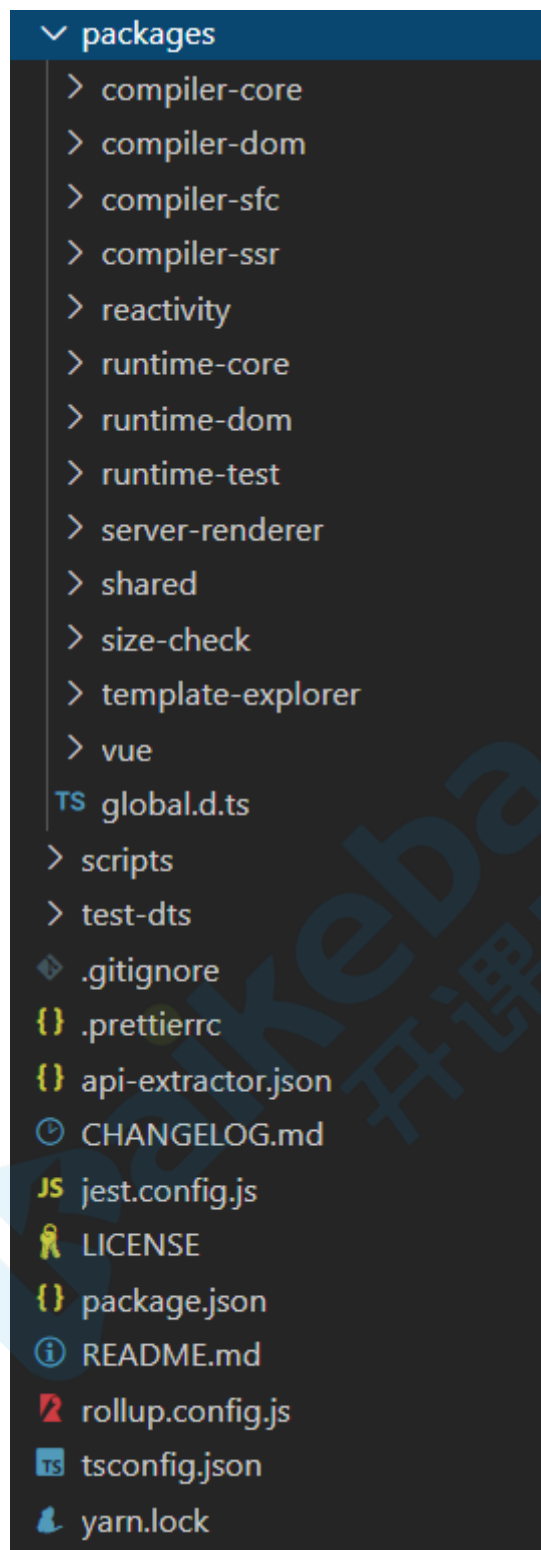 packages
compiler-core
compiler-dom
compiler-sfc
compiler-ssr
reactivity
runtime-core
runtime-dom
runtime-test
server-renderer
shared
size-check
template-explorer
vue
TS global.d.ts
scripts
test-dts
.gitignore
{} .prettierrc
{} api-extractor.json
CHANGELOG.md
JS jest.config.js
LICENSE
{} package.json
README.md
rollup.config.js
TS tsconfig.json
yarn.lock
Kaikeba